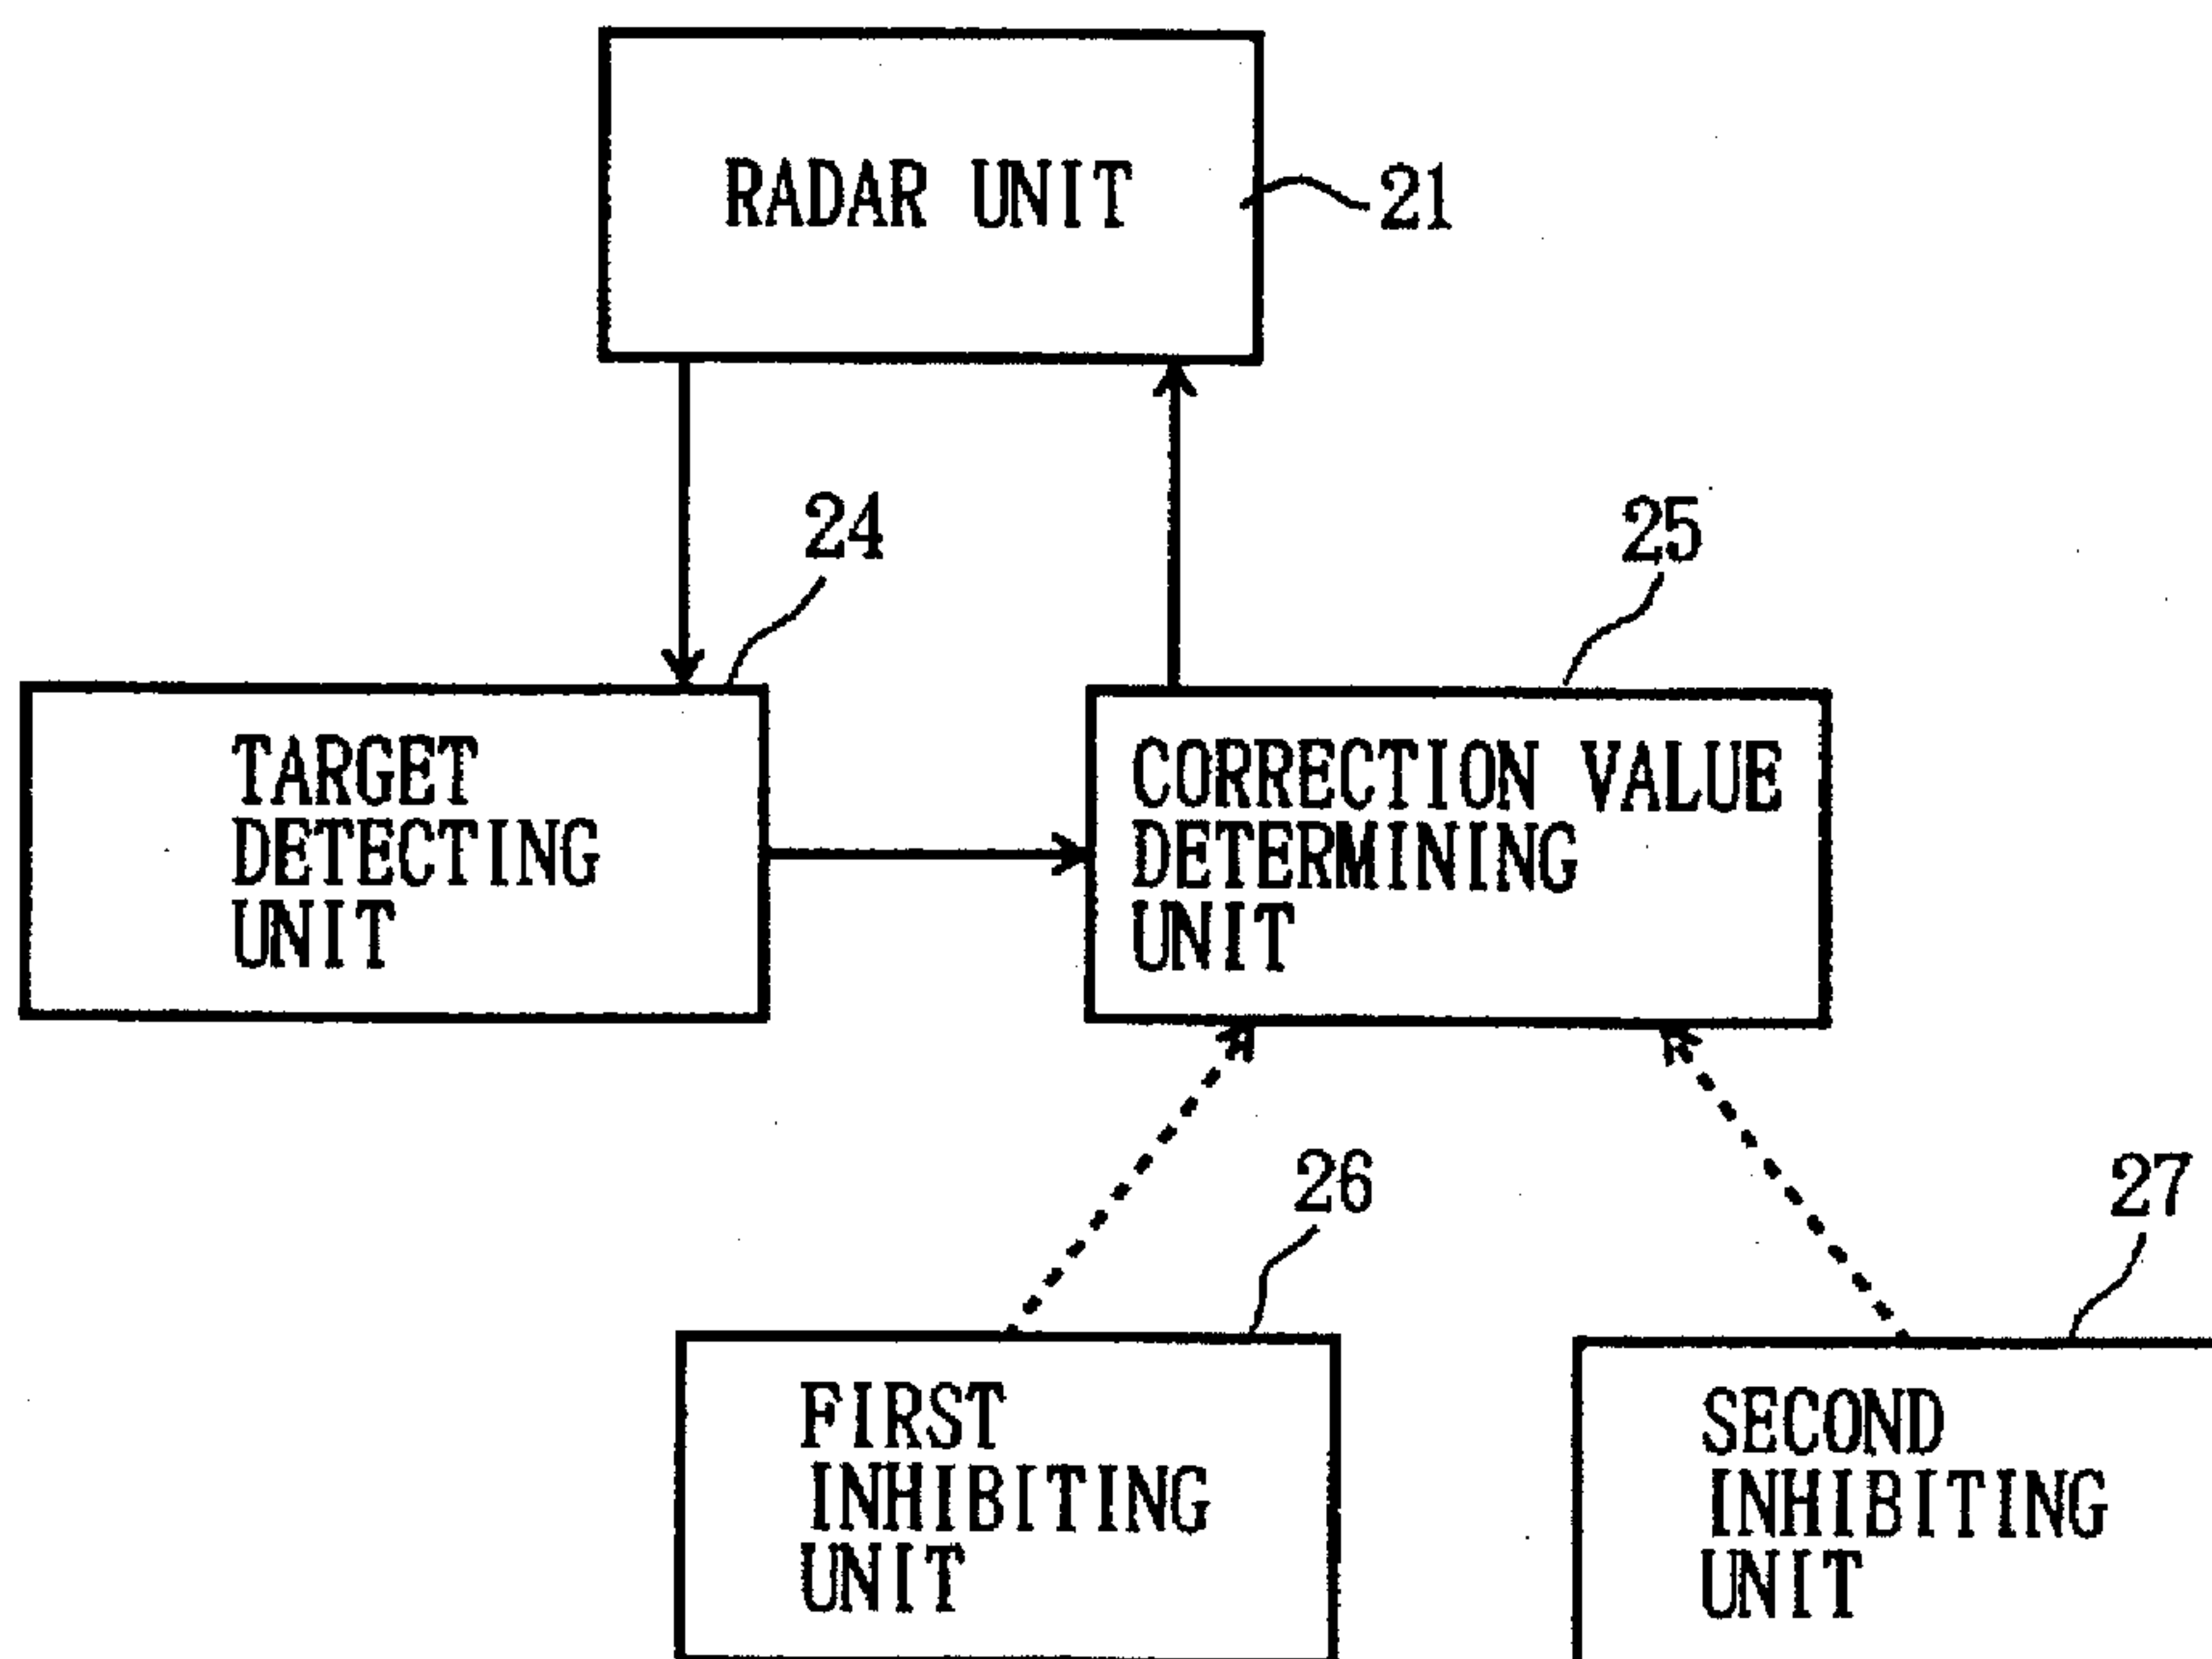 RADAR UNIT
21
24
25
TARGET
DETECTING
UNIT
CORRECTION VALUE
DETERMINING
UNIT
26
27
FIRST
INHIBITING
UNIT
SECOND
INHIBITING
UNIT